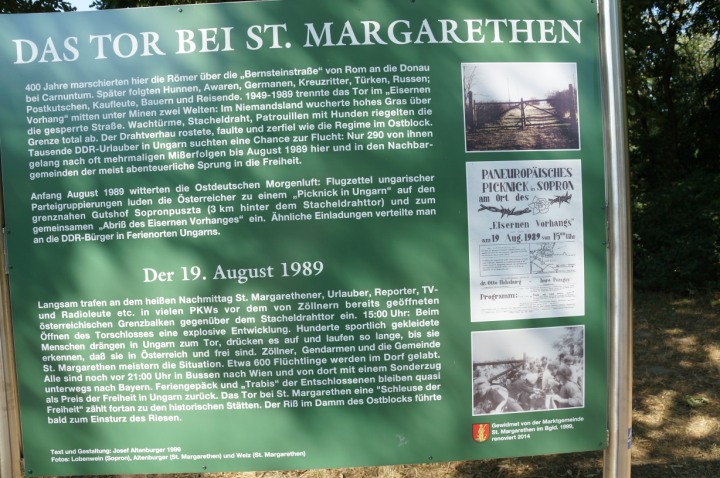 DAS TOR BEI ST. MARGARETHEN
400 Jahre marschierten hier die Römer über die „Bernsteinstraße" von Rom an die Donau
bei Carnuntum. Später folgten Hunnen, Awaren, Germanen, Kreuzritter, Türken, Russen;
Postkutschen, Kaufleute, Bauern und Reisende. 1949-1989 trennte das Tor im „Eisernen
Vorhang" mitten unter Minen zwei Welten: Im Niemandsland wucherte hohes Gras über
die gesperrte Straße. Wachtürme, Stacheldraht, Patrouillen mit Hunden riegelten die
Grenze total ab. Der Drahtverhau rostete, faulte und zerfiel wie die Regime im Ostblock.
Tausende DDR-Urlauber in Ungarn suchten eine Chance zur Flucht: Nur 290 von ihnen
gelang nach oft mehrmaligen Mißerfolgen bis August 1989 hier und in den Nachbar-
gemeinden der meist abenteuerliche Sprung in die Freiheit.
Anfang August 1989 witterten die Ostdeutschen Morgenluft: Flugzettel ungarischer
Parteigruppierungen luden die Österreicher zu einem „Picknick in Ungarn" auf den
grenznahen Gutshof Sopronpuszta (3 km hinter dem Stacheldrahttor) und zum
gemeinsamen „Abriß des Eisernen Vorhanges" ein. Ähnliche Einladungen verteilte man
an die DDR-Bürger in Ferienorten Ungarns.
Der 19. August 1989
Langsam trafen an dem heißen Nachmittag St. Margarethener, Urlauber, Reporter, TV-
und Radioleute etc. in vielen PKWs vor dem von Zöllnern bereits geöffneten
österreichischen Grenzbalken gegenüber dem Stacheldrahttor ein. 15:00 Uhr: Beim
Öffnen des Torschlosses eine explosive Entwicklung. Hunderte sportlich gekleidete
Menschen drängen in Ungarn zum Tor, drücken es auf und laufen so lange, bis sie
erkennen, daß sie in Österreich und frei sind. Zöllner, Gendarmen und die Gemeinde
St. Margarethen meistern die Situation. Etwa 600 Flüchtlinge werden im Dorf gelabt.
Alle sind noch vor 21:00 Uhr in Bussen nach Wien und von dort mit einem Sonderzug
unterwegs nach Bayern. Feriengepäck und „Trabis" der Entschlossenen bleiben quasi
als Preis der Freiheit in Ungarn zurück. Das Tor bei St. Margarethen eine "Schleuse der
Freiheit" zählt fortan zu den historischen Stätten. Der Riß im Damm des Ostblocks führte
bald zum Einsturz des Riesen.
Text und Gestaltung: Josef Altenburger 1999
Fotos: Lobenwein (Sopron), Altenburger (St. Margarethen) und Welz (St. Margarethen)
PANEUROPÄISCHES
PICKNICK in SOPRON
am Ort des
„Eisernen Vorhangs"
am 19 Aug. 1989 von 15⁰⁰ Uhr
dr. Otto Habsburg
Imre Pozsgay
Programm:
Gewidmet von der Marktgemeinde
St. Margarethen im Bgld. 1999,
renoviert 2014